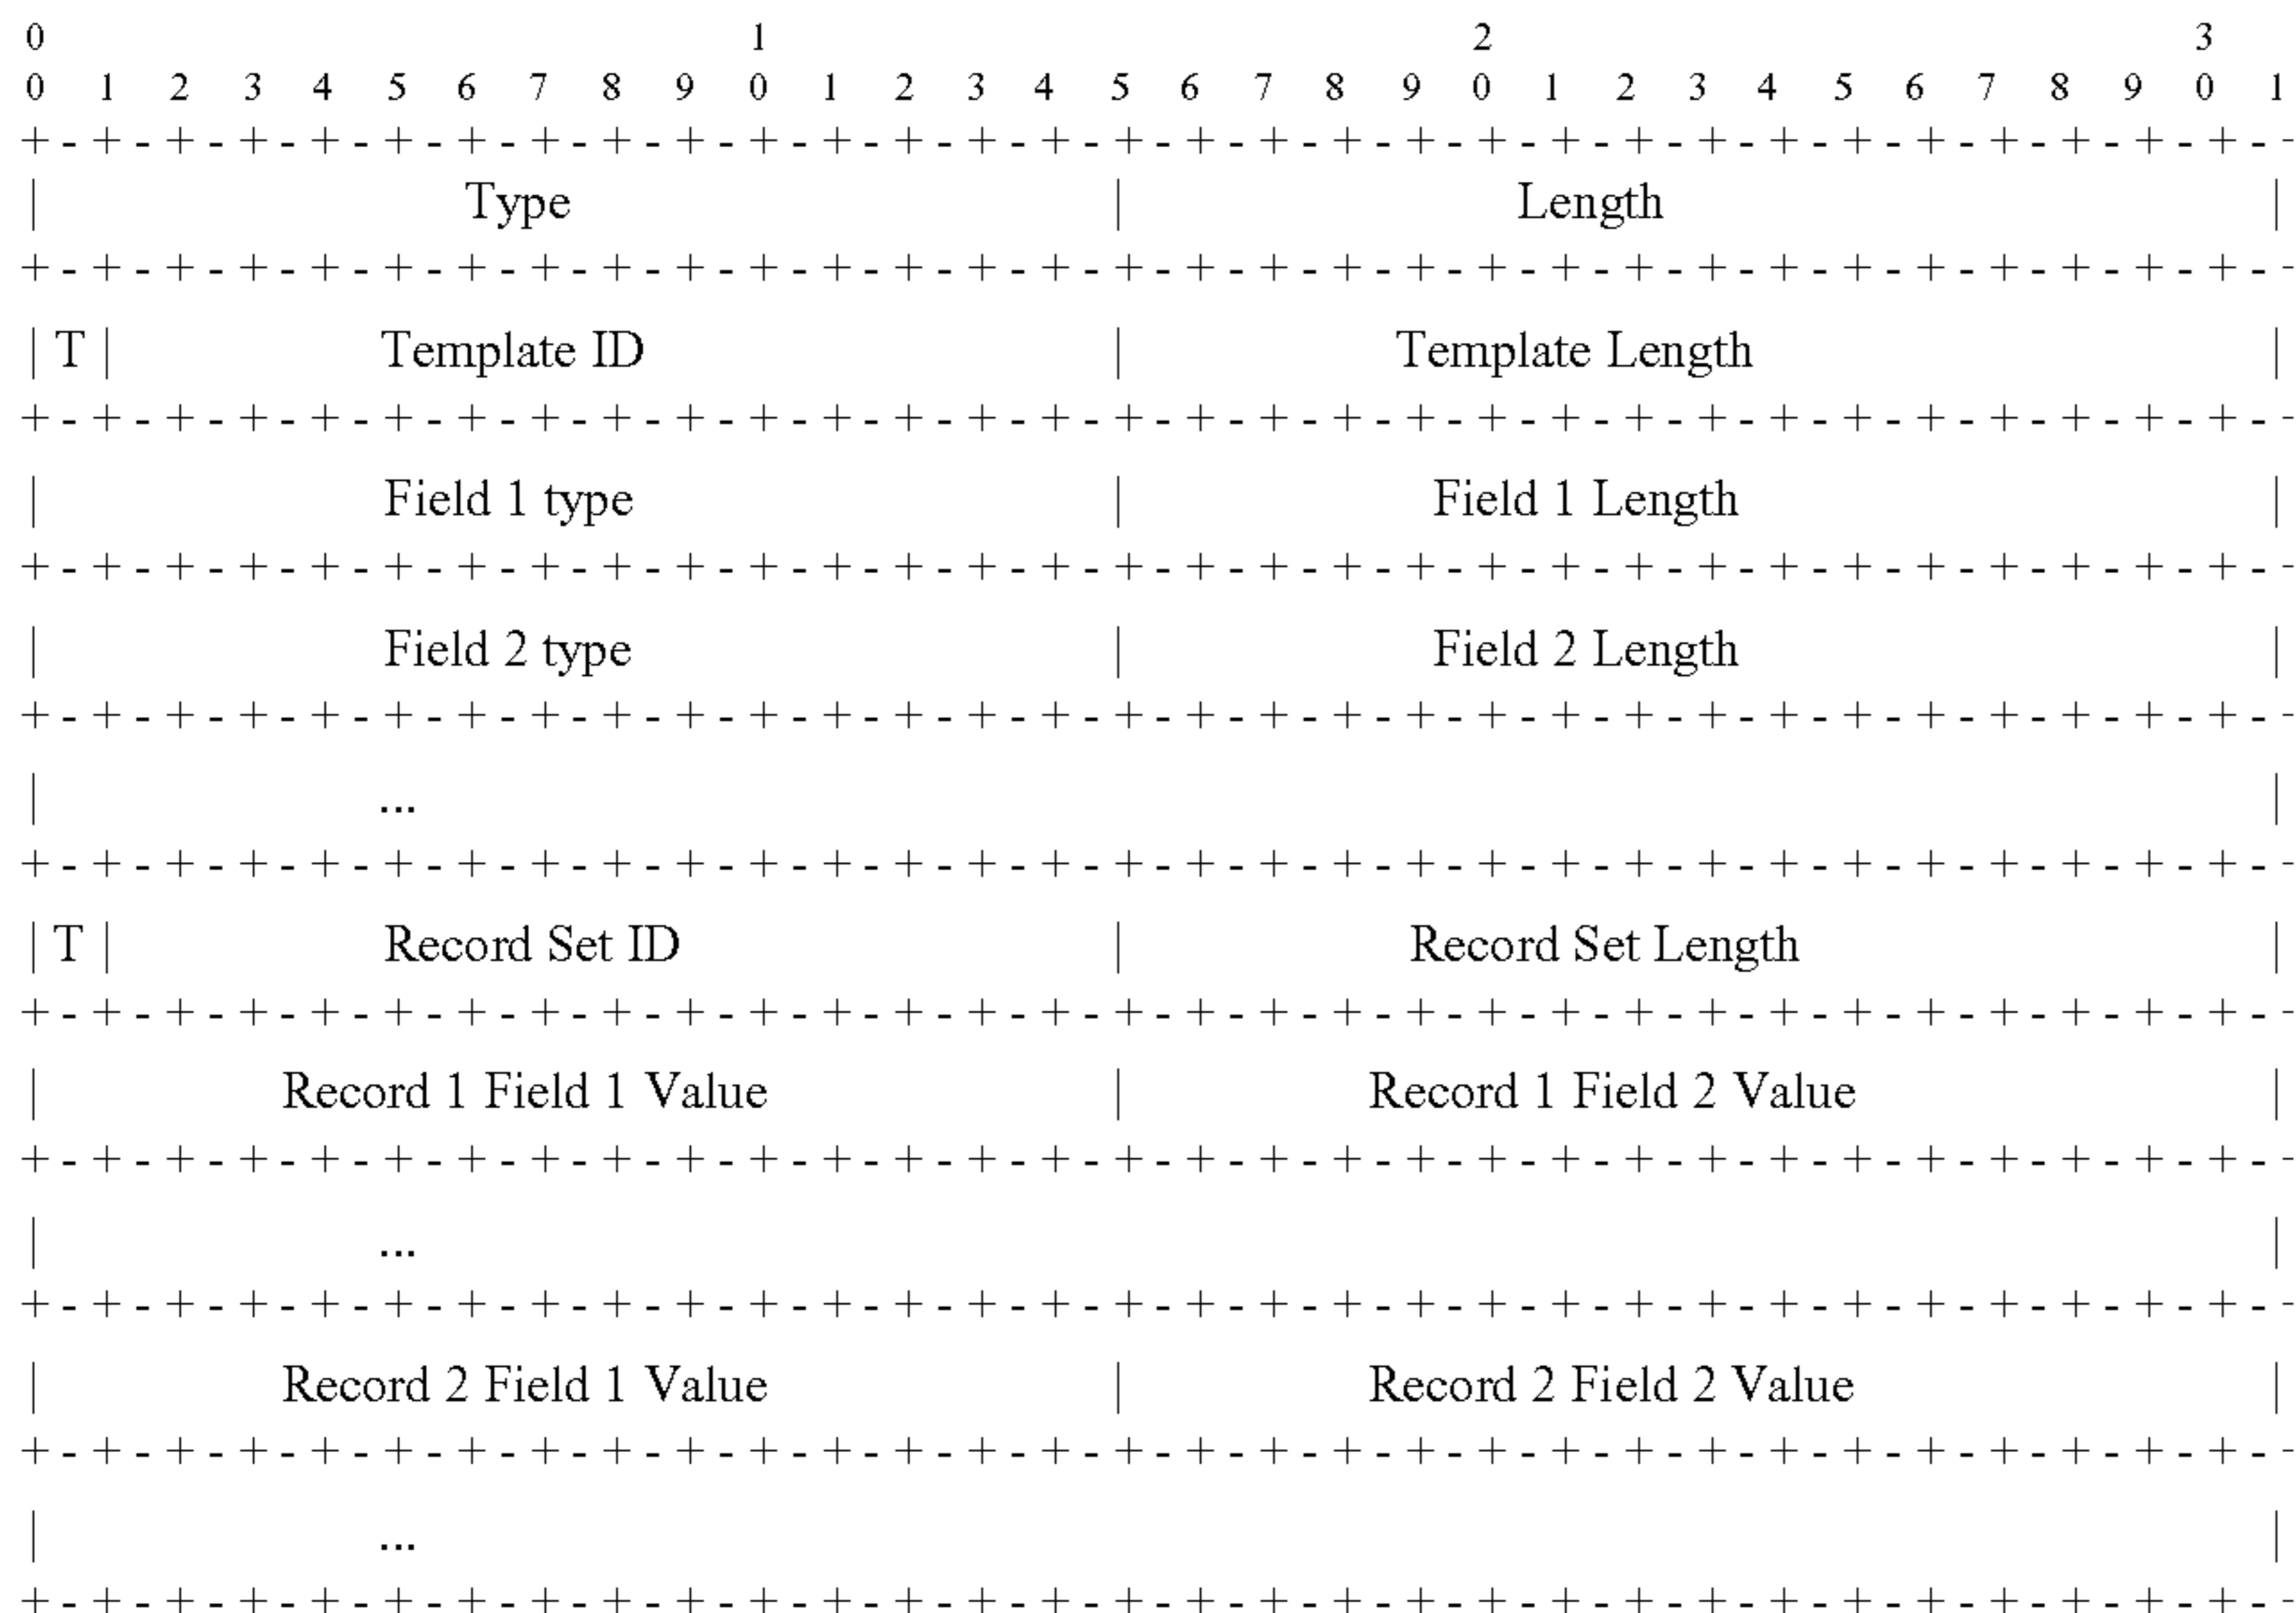 0 1 2 3
0 1 2 3 4 5 6 7 8 9 0 1 2 3 4 5 6 7 8 9 0 1 2 3 4 5 6 7 8 9 0 1
+-+-+-+-+-+-+-+-+-+-+-+-+-+-+-+-+-+-+-+-+-+-+-+-+-+-+-+-+-+-+-+-
| Type | Length |
+-+-+-+-+-+-+-+-+-+-+-+-+-+-+-+-+-+-+-+-+-+-+-+-+-+-+-+-+-+-+-+-
| T | Template ID | Template Length |
+-+-+-+-+-+-+-+-+-+-+-+-+-+-+-+-+-+-+-+-+-+-+-+-+-+-+-+-+-+-+-+-
| Field 1 type | Field 1 Length |
+-+-+-+-+-+-+-+-+-+-+-+-+-+-+-+-+-+-+-+-+-+-+-+-+-+-+-+-+-+-+-+-
| Field 2 type | Field 2 Length |
+-+-+-+-+-+-+-+-+-+-+-+-+-+-+-+-+-+-+-+-+-+-+-+-+-+-+-+-+-+-+-+-
| ... |
+-+-+-+-+-+-+-+-+-+-+-+-+-+-+-+-+-+-+-+-+-+-+-+-+-+-+-+-+-+-+-+-
| T | Record Set ID | Record Set Length |
+-+-+-+-+-+-+-+-+-+-+-+-+-+-+-+-+-+-+-+-+-+-+-+-+-+-+-+-+-+-+-+-
| Record 1 Field 1 Value | Record 1 Field 2 Value |
+-+-+-+-+-+-+-+-+-+-+-+-+-+-+-+-+-+-+-+-+-+-+-+-+-+-+-+-+-+-+-+-
| ... |
+-+-+-+-+-+-+-+-+-+-+-+-+-+-+-+-+-+-+-+-+-+-+-+-+-+-+-+-+-+-+-+-
| Record 2 Field 1 Value | Record 2 Field 2 Value |
+-+-+-+-+-+-+-+-+-+-+-+-+-+-+-+-+-+-+-+-+-+-+-+-+-+-+-+-+-+-+-+-
| ... |
+-+-+-+-+-+-+-+-+-+-+-+-+-+-+-+-+-+-+-+-+-+-+-+-+-+-+-+-+-+-+-+-